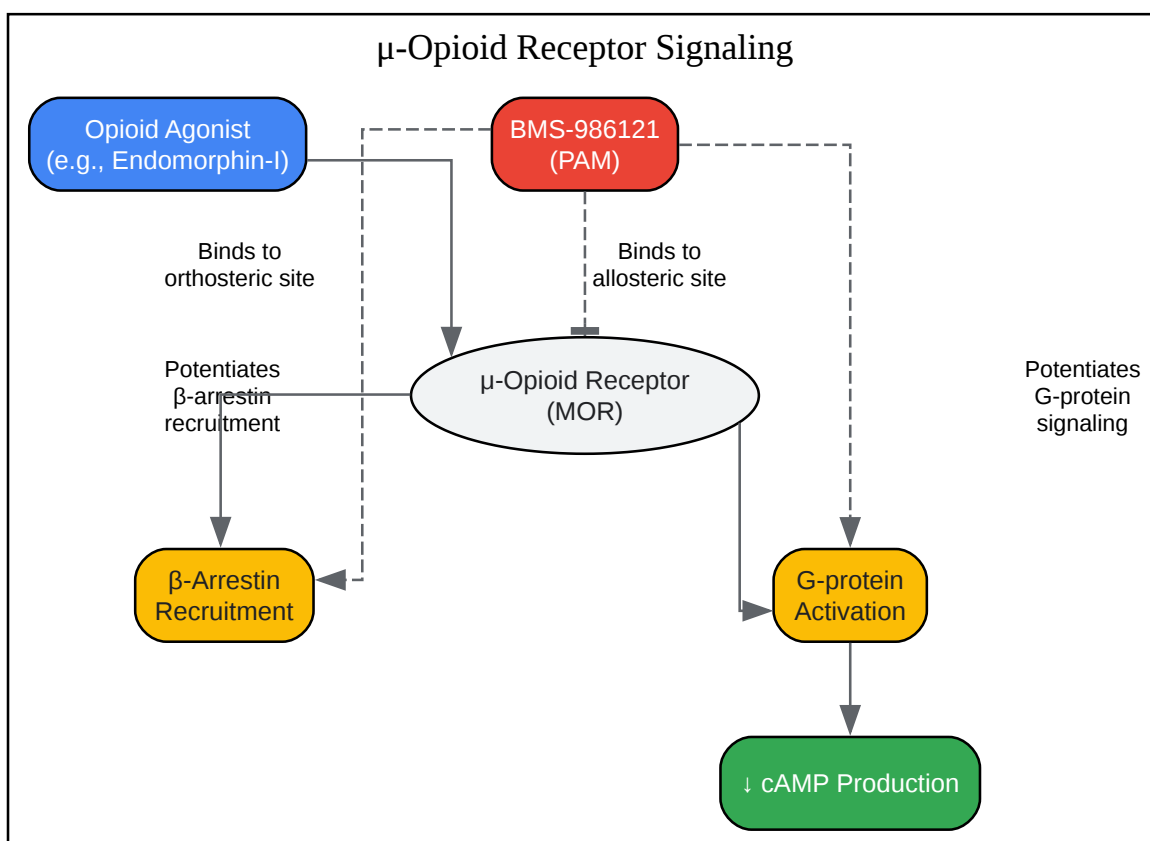 μ-Opioid Receptor Signaling
Opioid Agonist
(e.g., Endomorphin-I)
BMS-986121
(PAM)
Binds to
orthosteric site
Binds to
allosteric site
Potentiates
β-arrestin
recruitment
μ-Opioid Receptor
(MOR)
Potentiates
G-protein
signaling
β-Arrestin
Recruitment
G-protein
Activation
↓ cAMP Production